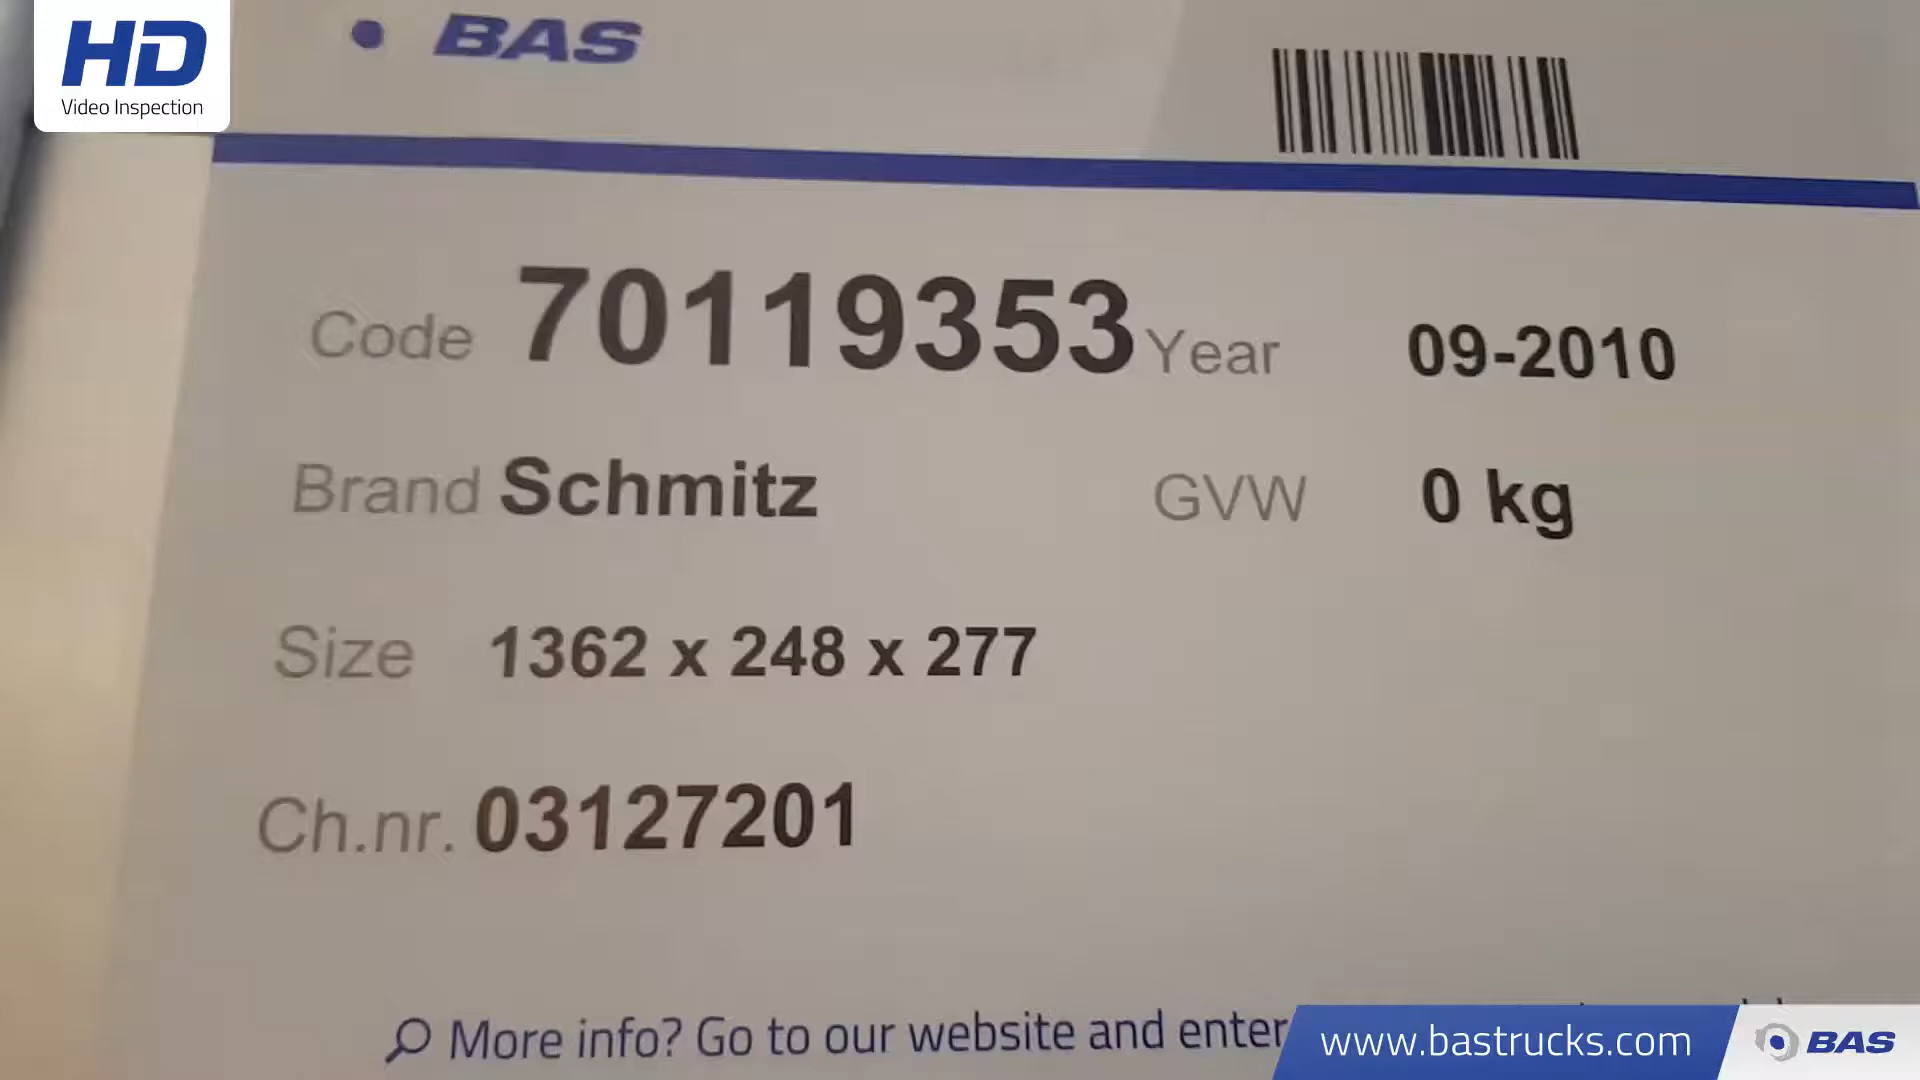 HD
Video Inspection
BAS
Code 70119353 Year 09-2010
Brand Schmitz GVW 0 kg
Size 1362 x 248 x 277
Ch.nr. 03127201
More info? Go to our website and enter
www.bastrucks.com
BAS